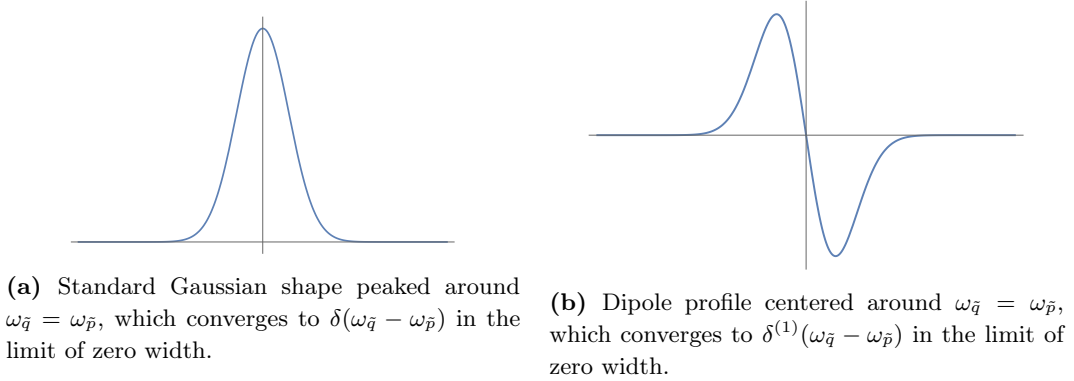 (a) Standard Gaussian shape peaked around
ω_q̃ = ω_p̃, which converges to δ(ω_q̃ − ω_p̃) in the
limit of zero width.
(b) Dipole profile centered around ω_q̃ = ω_p̃,
which converges to δ⁽¹⁾(ω_q̃ − ω_p̃) in the limit of
zero width.